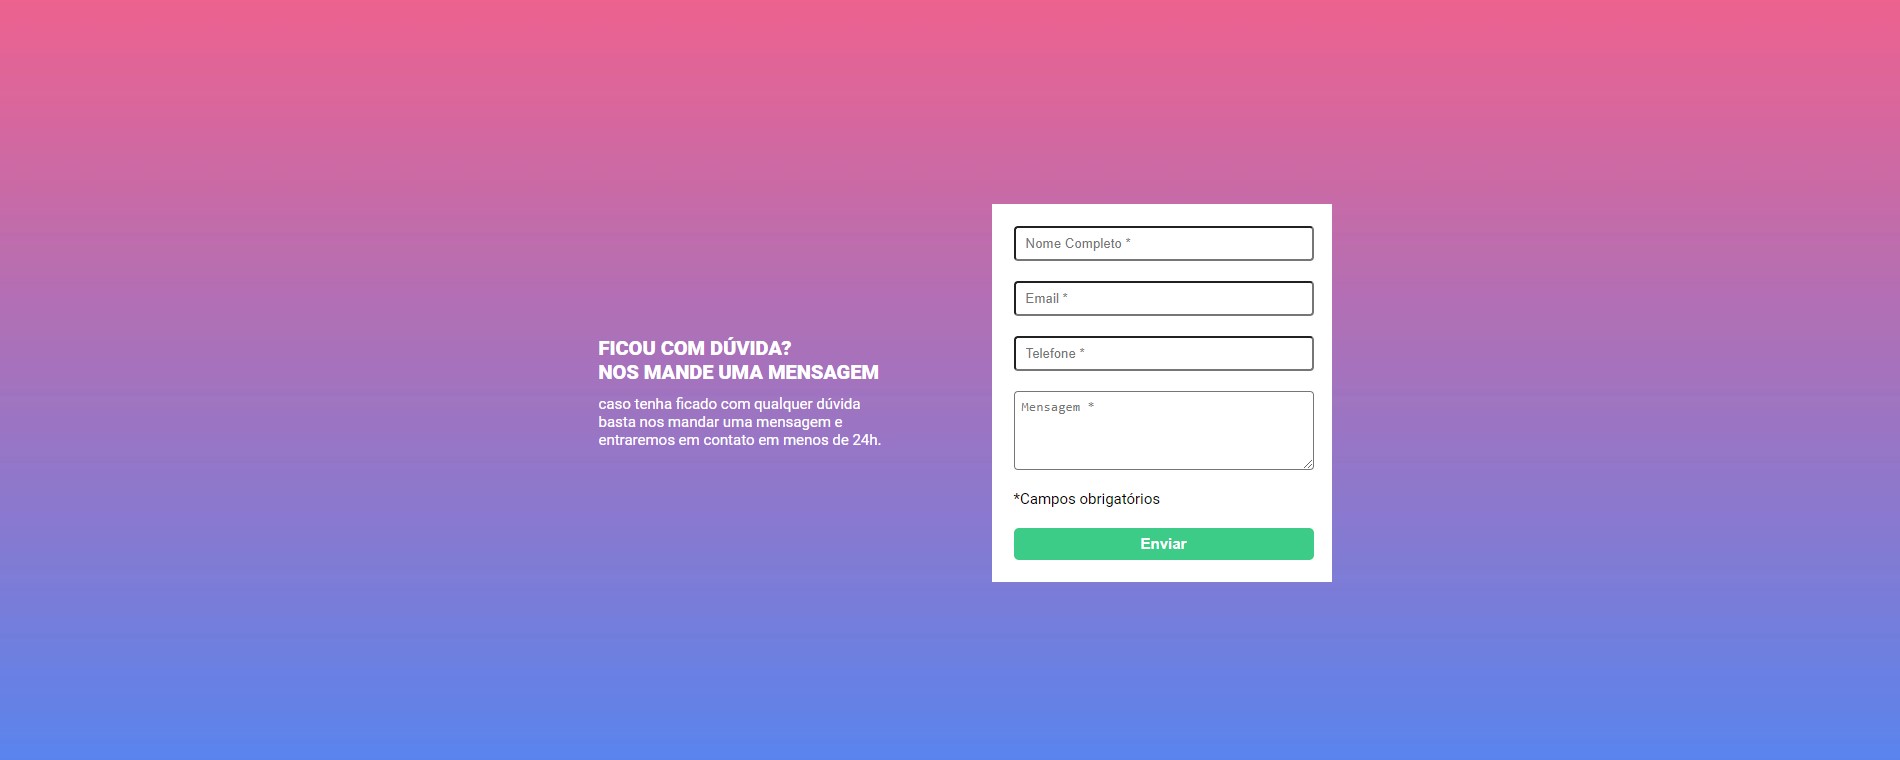 FICOU COM DÚVIDA?
NOS MANDE UMA MENSAGEM
caso tenha ficado com qualquer dúvida
basta nos mandar uma mensagem e
entraremos em contato em menos de 24h.
Nome Completo *
Email *
Telefone *
Mensagem *
*Campos obrigatórios
Enviar